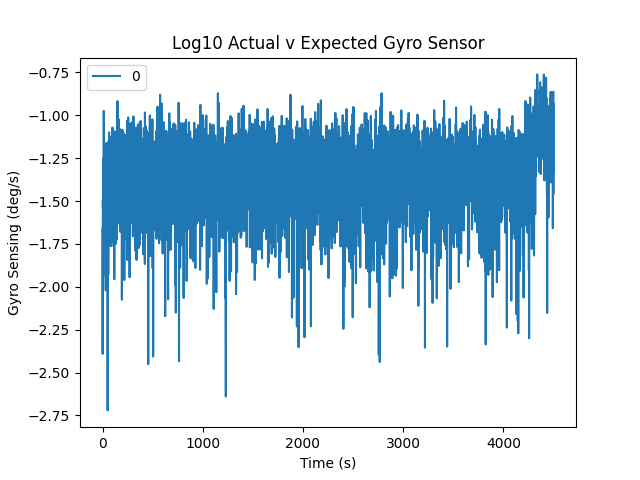 Log10 Actual v Expected Gyro Sensor
0
−0.75
−1.00
−1.25
−1.50
−1.75
−2.00
−2.25
−2.50
−2.75
Gyro Sensing (deg/s)
0 1000 2000 3000 4000
Time (s)